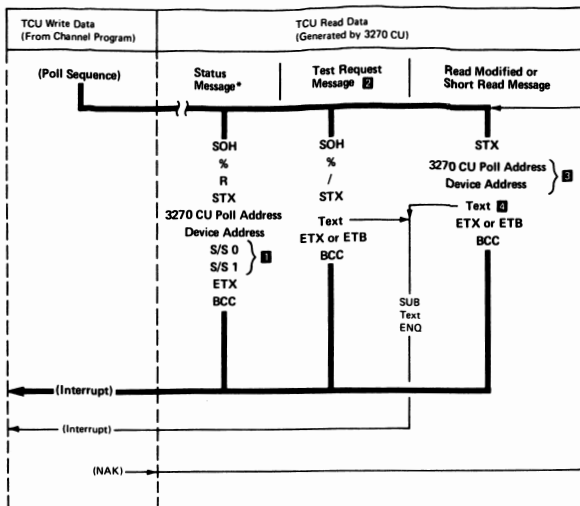 TCU Write Data
(From Channel Program)
TCU Read Data
(Generated by 3270 CU)
(Poll Sequence)
Status
Message*
Test Request
Message 2
Read Modified or
Short Read Message
SOH
%
R
STX
3270 CU Poll Address
Device Address
S/S 0
S/S 1
1
ETX
BCC
SOH
%
/
STX
Text
ETX or ETB
BCC
STX
3270 CU Poll Address
Device Address
3
Text 4
ETX or ETB
BCC
SUB
Text
ENQ
(Interrupt)
(Interrupt)
(NAK)